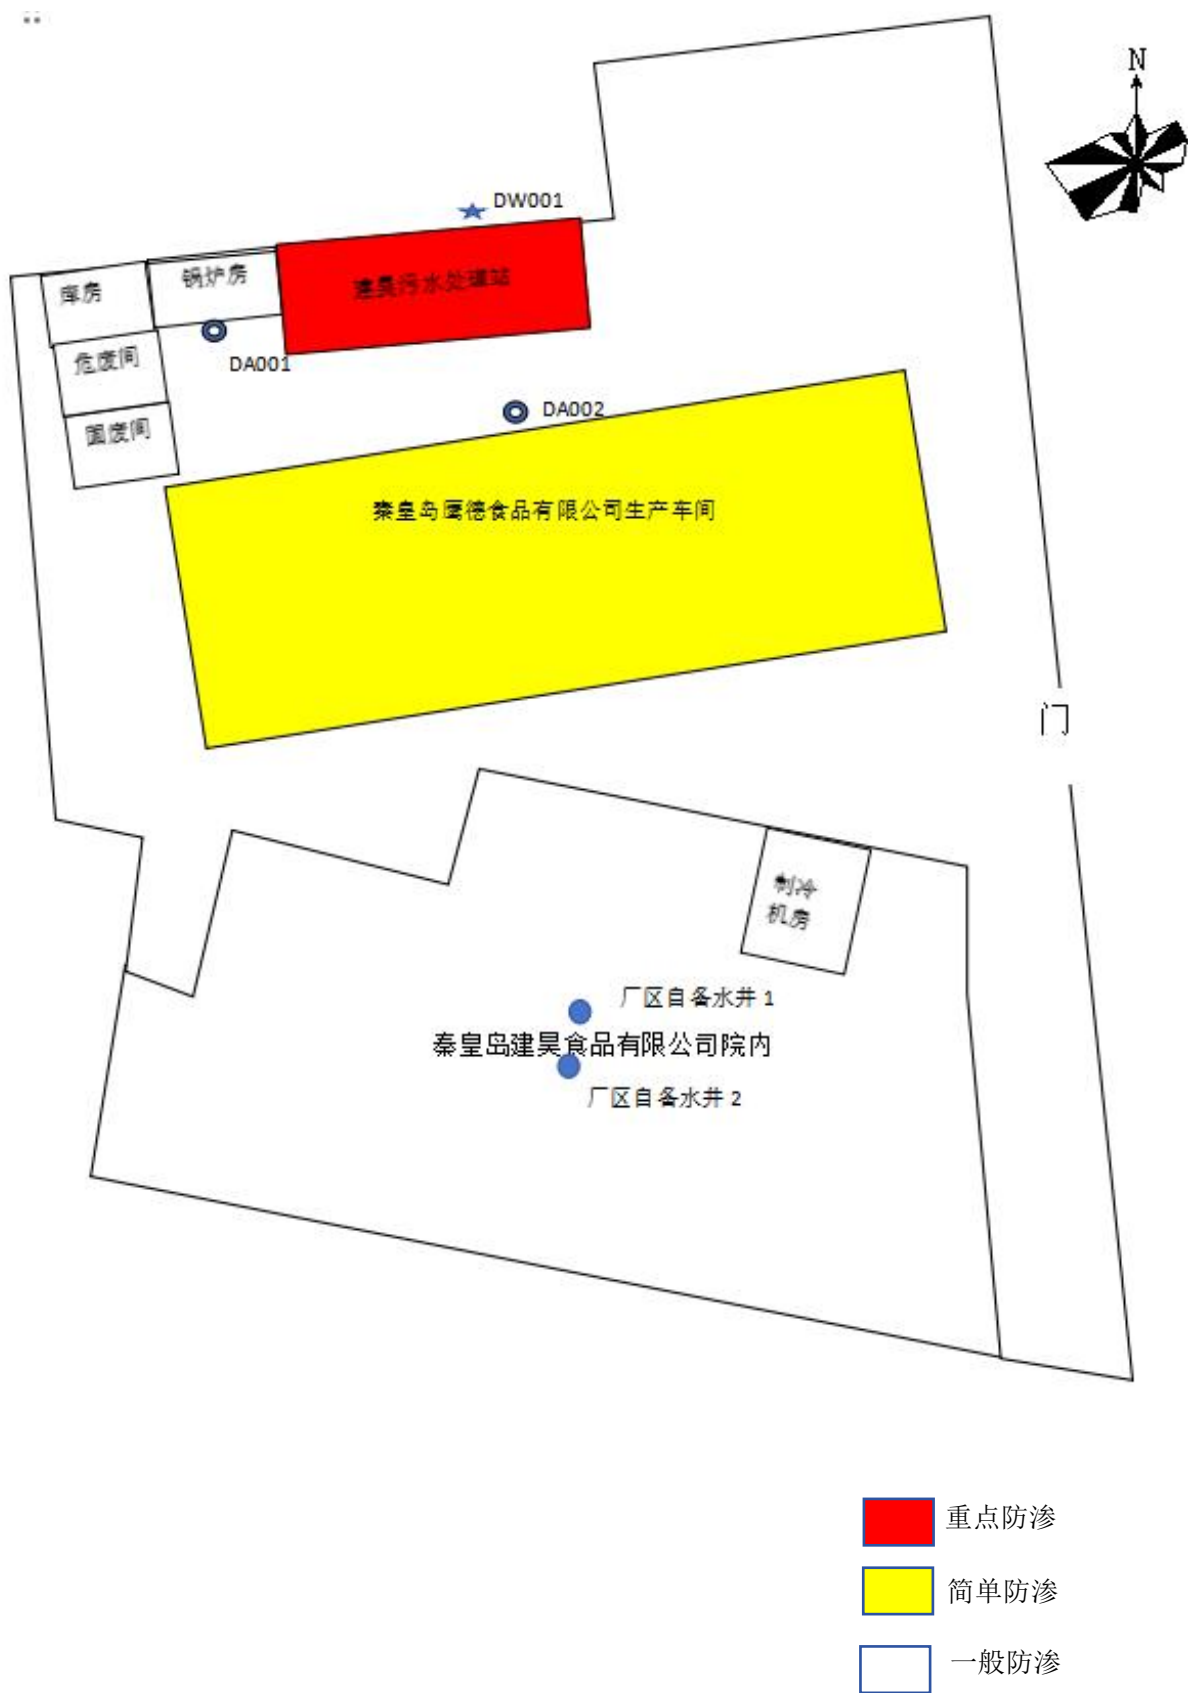 N
DW001
锅炉房
建昊污水处理站
库房
危废间
DA001
DA002
固废间
秦皇岛鹰德食品有限公司生产车间
门
制冷
机房
厂区自备水井 1
秦皇岛建昊食品有限公司院内
厂区自备水井 2
重点防渗
简单防渗
一般防渗